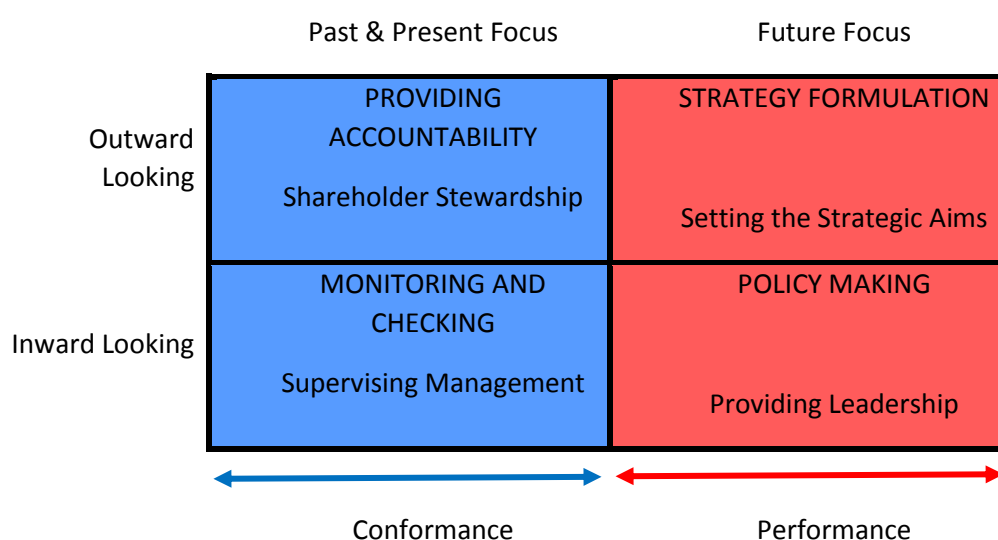 Past & Present Focus
Future Focus
Outward
Looking
PROVIDING
ACCOUNTABILITY
Shareholder Stewardship
STRATEGY FORMULATION
Setting the Strategic Aims
Inward Looking
MONITORING AND
CHECKING
Supervising Management
POLICY MAKING
Providing Leadership
Conformance
Performance